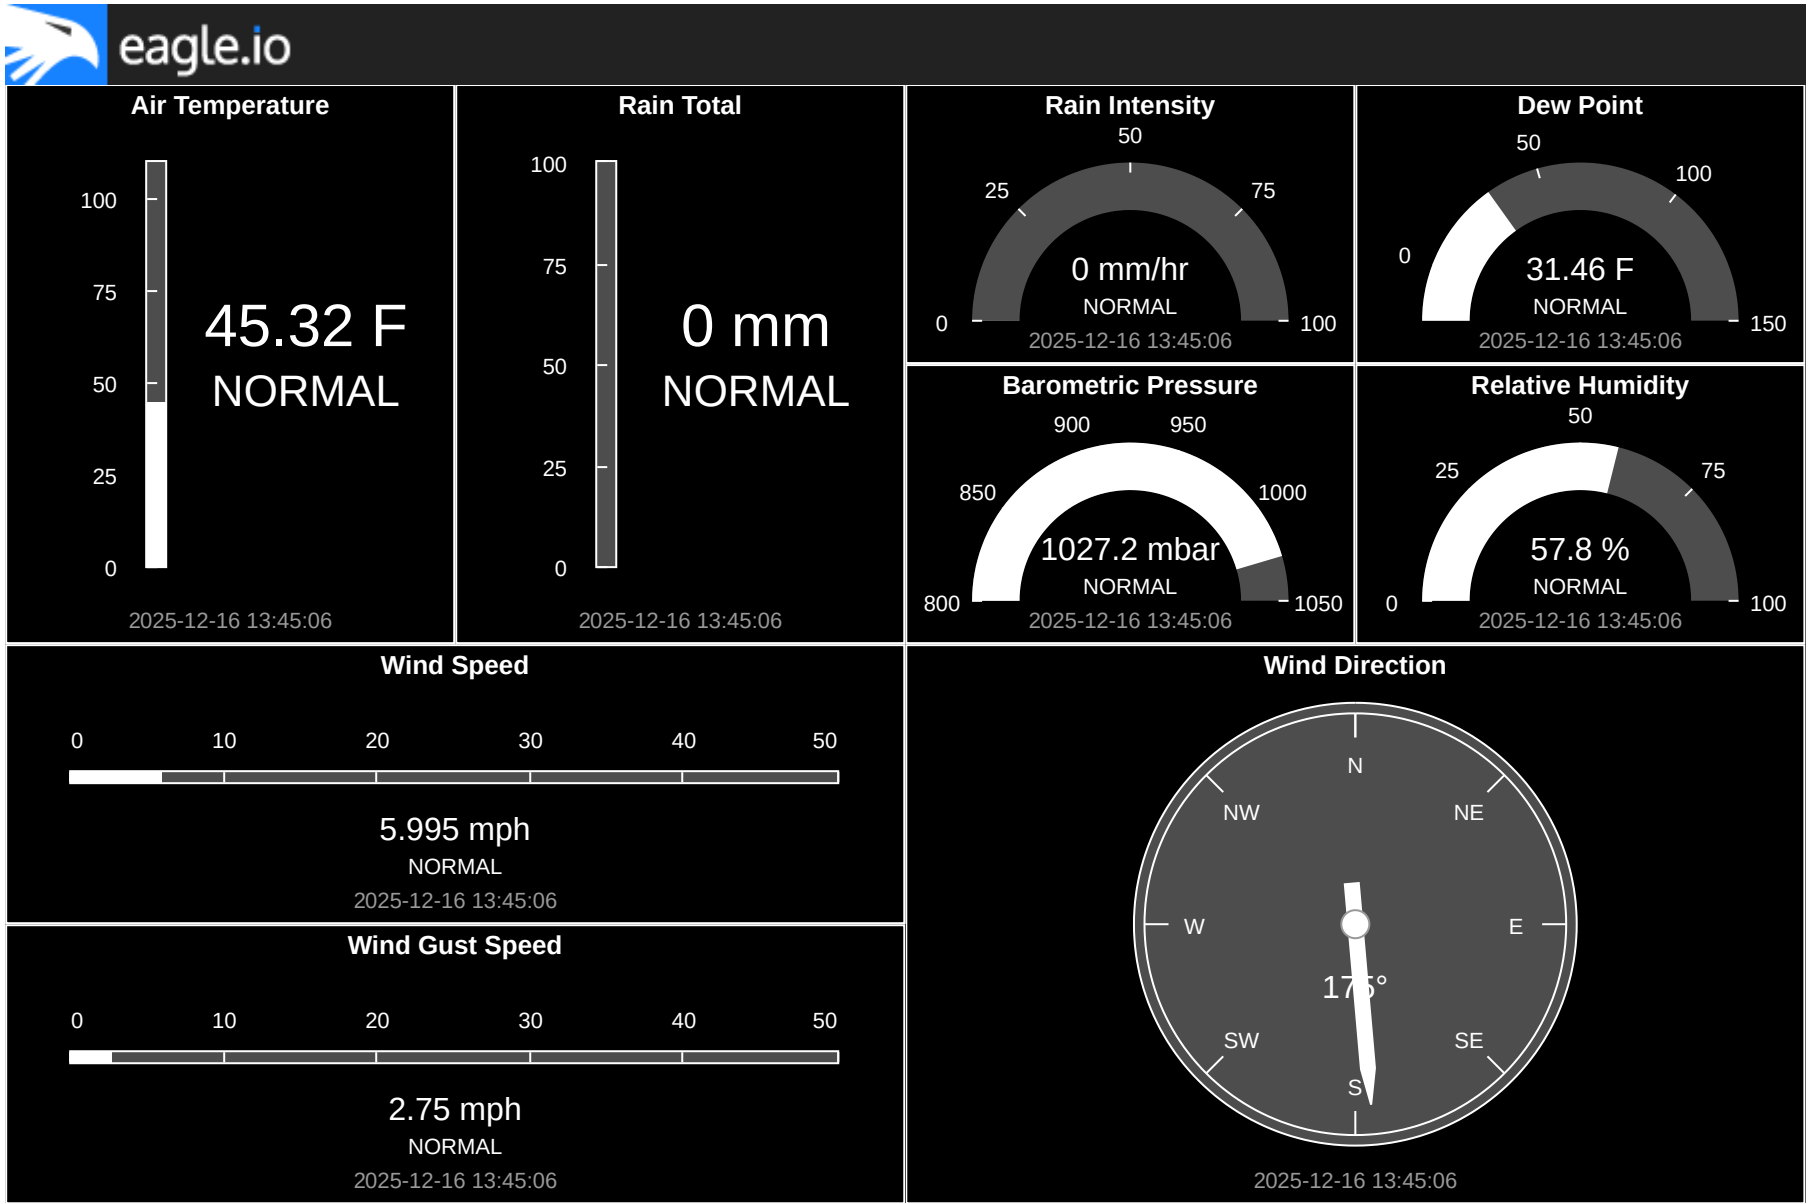 eagle.io
Air Temperature
100
75
50
25
0
45.32 F
NORMAL
2025-12-16 13:45:06
Rain Total
100
75
50
25
0
0 mm
NORMAL
2025-12-16 13:45:06
Rain Intensity
50
25
75
0
100
0 mm/hr
NORMAL
2025-12-16 13:45:06
Dew Point
50
100
0
150
31.46 F
NORMAL
2025-12-16 13:45:06
Barometric Pressure
900
950
850
1000
800
1050
1027.2 mbar
NORMAL
2025-12-16 13:45:06
Relative Humidity
50
25
75
0
100
57.8 %
NORMAL
2025-12-16 13:45:06
Wind Speed
0 10 20 30 40 50
5.995 mph
NORMAL
2025-12-16 13:45:06
Wind Gust Speed
0 10 20 30 40 50
2.75 mph
NORMAL
2025-12-16 13:45:06
Wind Direction
N
NW NE
W E
175°
SW SE
S
2025-12-16 13:45:06